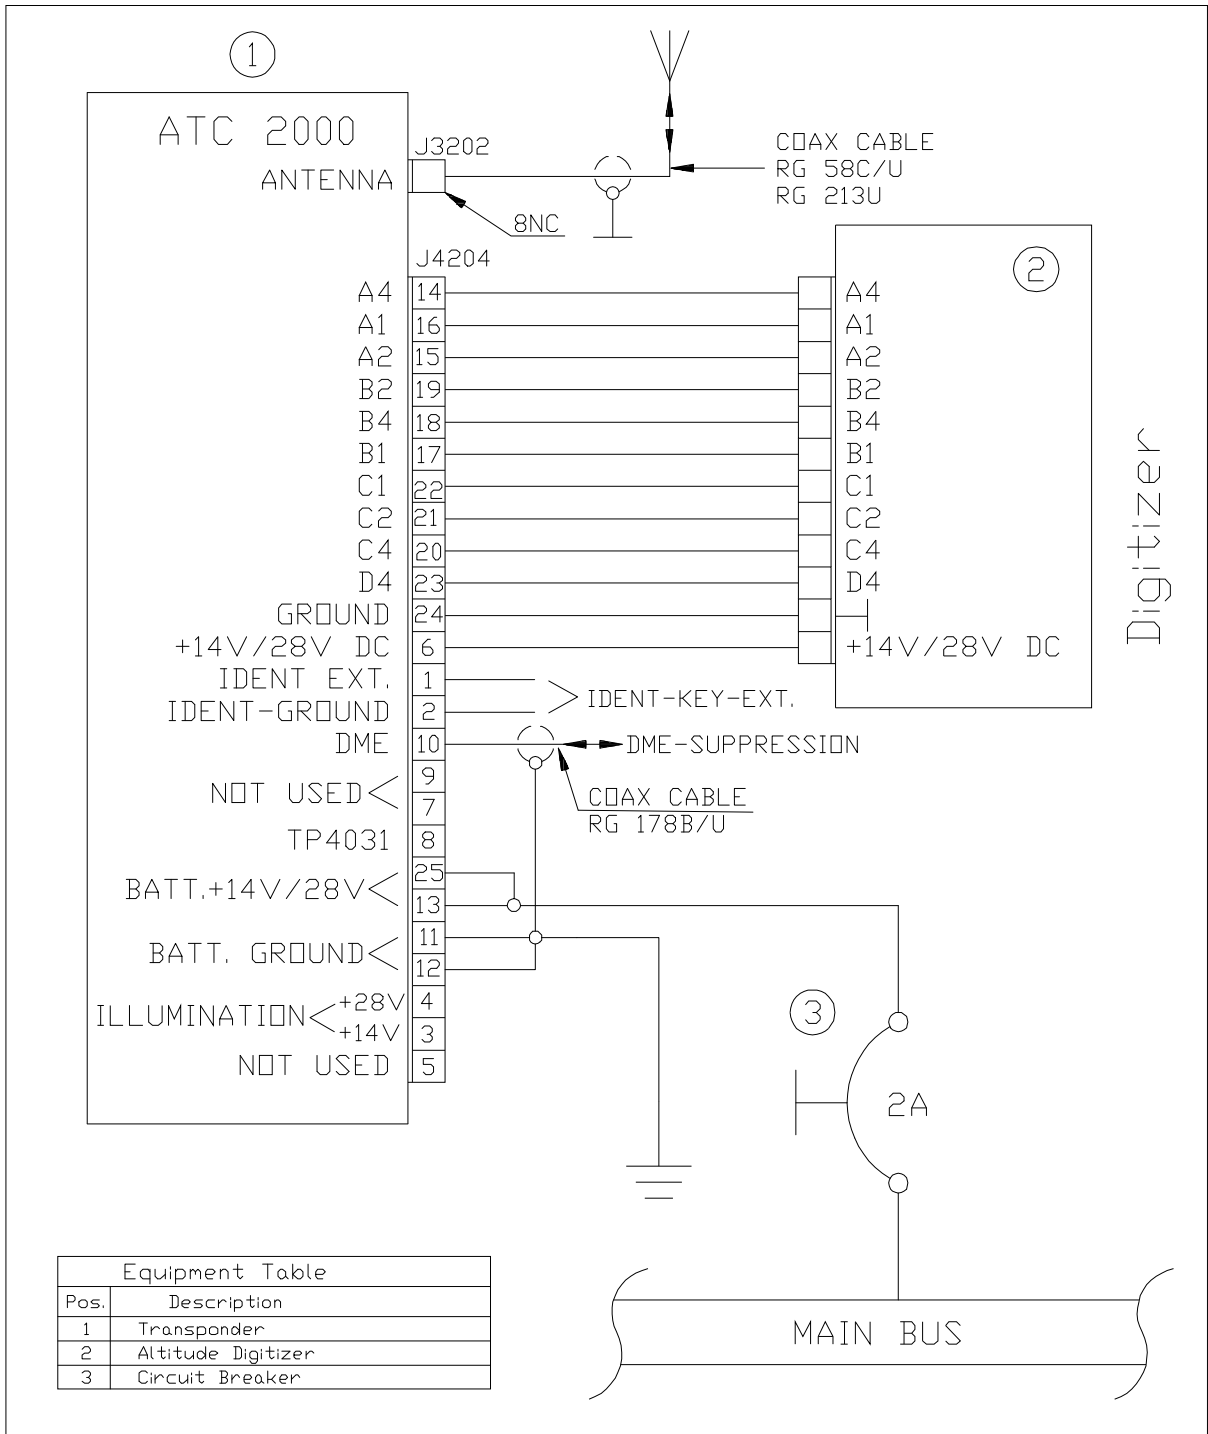 1
ATC 2000
J3202
ANTENNA
8NC
COAX CABLE
RG 58C/U
RG 213U
J4204
2
A4 14 A4
A1 16 A1
A2 15 A2
B2 19 B2
B4 18 B4
B1 17 B1
C1 22 C1
C2 21 C2
C4 20 C4
D4 23 D4
GROUND 24
+14V/28V DC 6 +14V/28V DC
Digitizer
IDENT EXT. 1
IDENT-KEY-EXT.
IDENT-GROUND 2
DME 10 DME-SUPPRESSION
9
NOT USED
7
COAX CABLE
RG 178B/U
TP4031 8
25
BATT.+14V/28V
13
11
BATT. GROUND
12
+28V 4
ILLUMINATION
+14V 3
NOT USED 5
3
2A
Equipment Table
Pos. Description
1 Transponder
2 Altitude Digitizer
3 Circuit Breaker
MAIN BUS